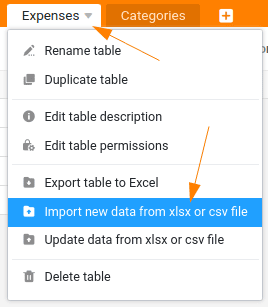 Expenses
Categories
Rename table
Duplicate table
Edit table description
Edit table permissions
Export table to Excel
Import new data from xlsx or csv file
Update data from xlsx or csv file
Delete table